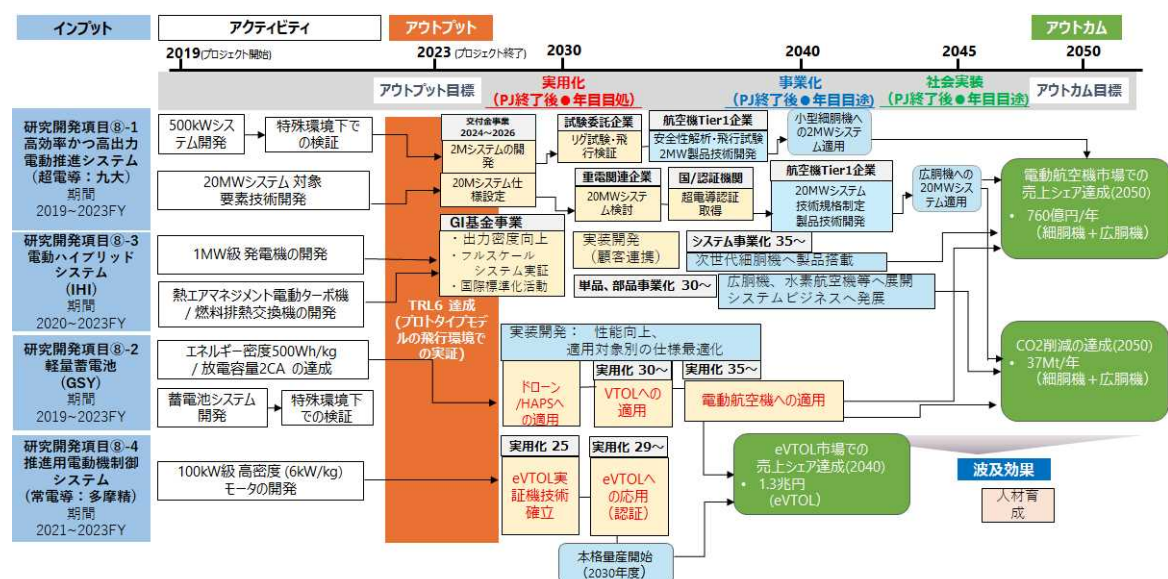 インプット
アクティビティ
アウトプット
アウトカム
2019(プロジェクト開始)
2023 (プロジェクト終了)
2030
2040
2045
2050
アウトプット目標
実用化
(PJ終了後●年目目処)
事業化
(PJ終了後●年目目途)
社会実装
(PJ終了後●年目目途)
アウトカム目標
研究開発項目⑧-1
高効率かつ高出力
電動推進システム
(超電導：九大)
期間
2019~2023FY
500kWシス
テム開発
特殊環境下で
の検証
20MWシステム 対象
要素技術開発
交付金事業
2024～2026
2Mシステムの開
発
20Mシステム仕
様設定
試験委託企業
リグ試験・飛
行検証
航空機Tier1企業
安全性解析・飛行試験
2MW製品技術開発
小型細胴機へ
の2MWシステ
ム適用
重電関連企業
20MWシステ
ム検討
国/認証機関
超電導認証
取得
航空機Tier1企業
20MWシステム
技術規格制定
製品技術開発
広胴機への
20MWシス
テム適用
電動航空機市場での
売上シェア達成(2050)
• 760億円/年
(細胴機＋広胴機)
研究開発項目⑧-3
電動ハイブリッド
システム
(IHI)
期間
2020~2023FY
1MW級 発電機の開発
熱エアマネジメント電動ターボ機
/ 燃料排熱交換機の開発
GI基金事業
・出力密度向上
・フルスケール
システム実証
・国際標準化活動
実装開発
(顧客連携)
システム事業化 35～
次世代細胴機へ製品搭載
単品、部品事業化 30～
広胴機、水素航空機等へ展開
システムビジネスへ発展
TRL6 達成
(プロトタイプモデ
ルの飛行環境で
の実証)
研究開発項目⑧-2
軽量蓄電池
(GSY)
期間
2019~2023FY
エネルギー密度500Wh/kg
/ 放電容量2CA の達成
蓄電池システム
開発
特殊環境下
での検証
実装開発： 性能向上、
適用対象別の仕様最適化
ドローン
/HAPSへ
の適用
実用化 30～
VTOLへの
適用
実用化 35～
電動航空機への適用
CO2削減の達成(2050)
• 37Mt/年
(細胴機＋広胴機)
研究開発項目⑧-4
推進用電動機制御
システム
(常電導：多摩精)
期間
2021~2023FY
100kW級 高密度 (6kW/kg)
モータの開発
実用化 25
eVTOL実
証機技術
確立
実用化 29～
eVTOLへ
の応用
(認証)
本格量産開始
(2030年度)
eVTOL市場での
売上シェア達成(2040)
• 1.3兆円
(eVTOL)
波及効果
人材育
成